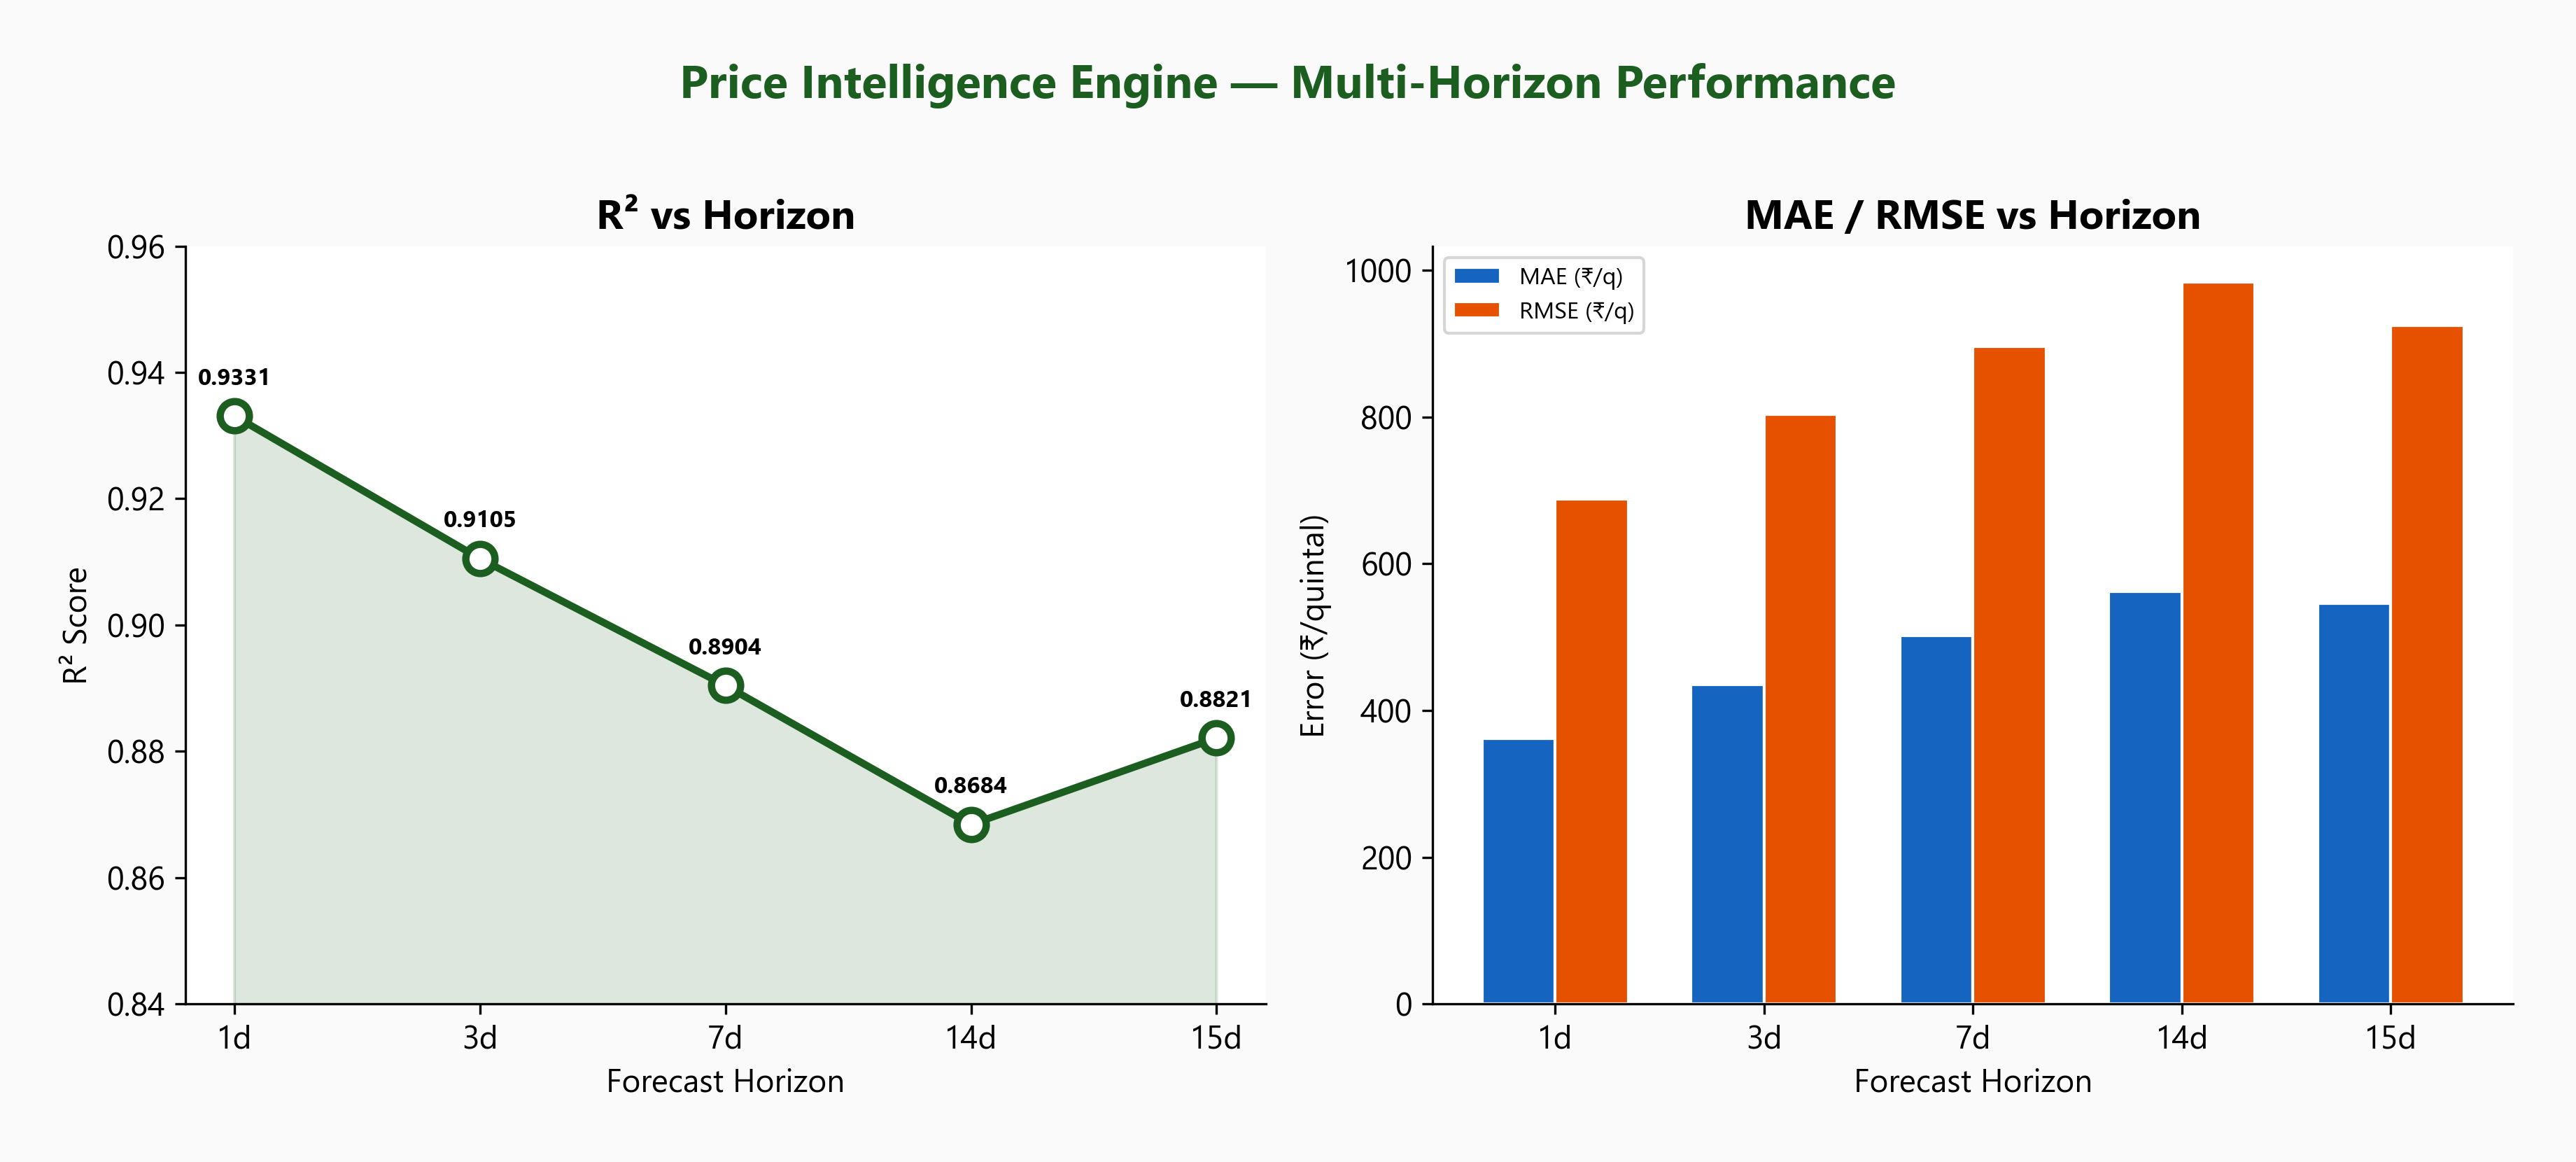 Price Intelligence Engine — Multi-Horizon Performance
R² vs Horizon
0.96
0.94
0.92
0.90
0.88
0.86
0.84
R² Score
0.9331
0.9105
0.8904
0.8684
0.8821
1d 3d 7d 14d 15d
Forecast Horizon
MAE / RMSE vs Horizon
1000
800
600
400
200
0
Error (₹/quintal)
MAE (₹/q)
RMSE (₹/q)
1d 3d 7d 14d 15d
Forecast Horizon